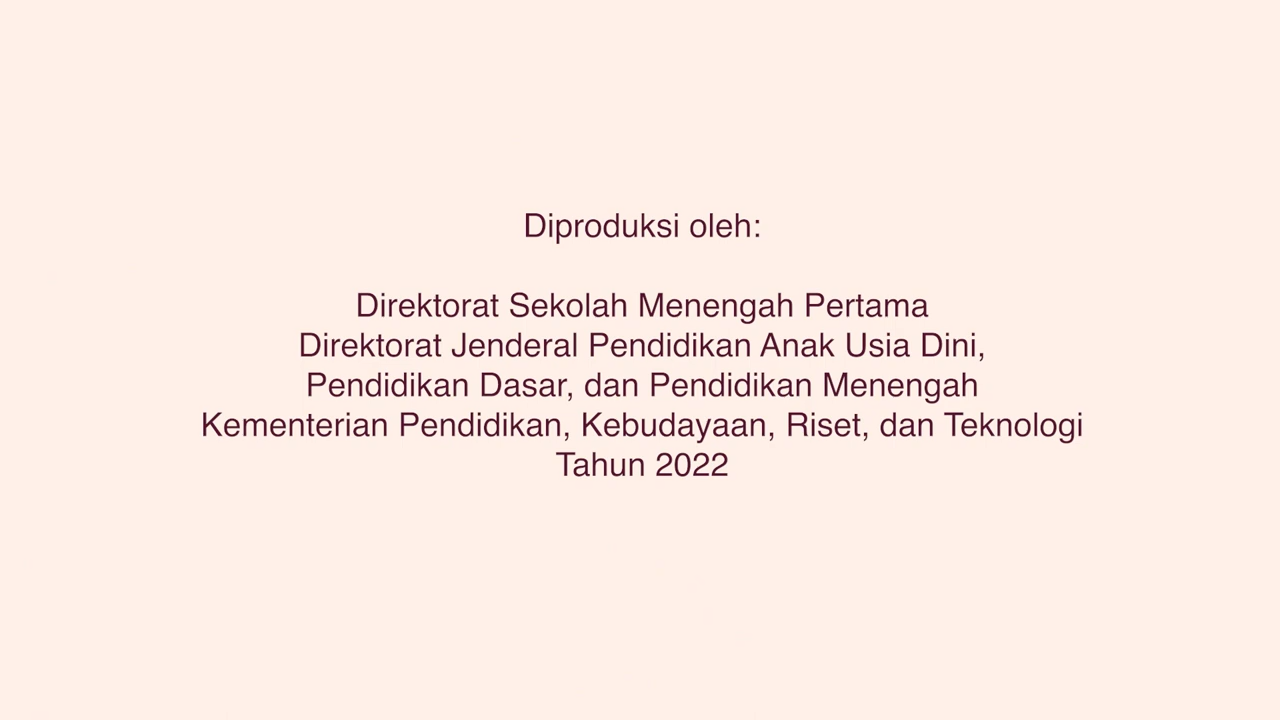 Diproduksi oleh:
Direktorat Sekolah Menengah Pertama
Direktorat Jenderal Pendidikan Anak Usia Dini,
Pendidikan Dasar, dan Pendidikan Menengah
Kementerian Pendidikan, Kebudayaan, Riset, dan Teknologi
Tahun 2022